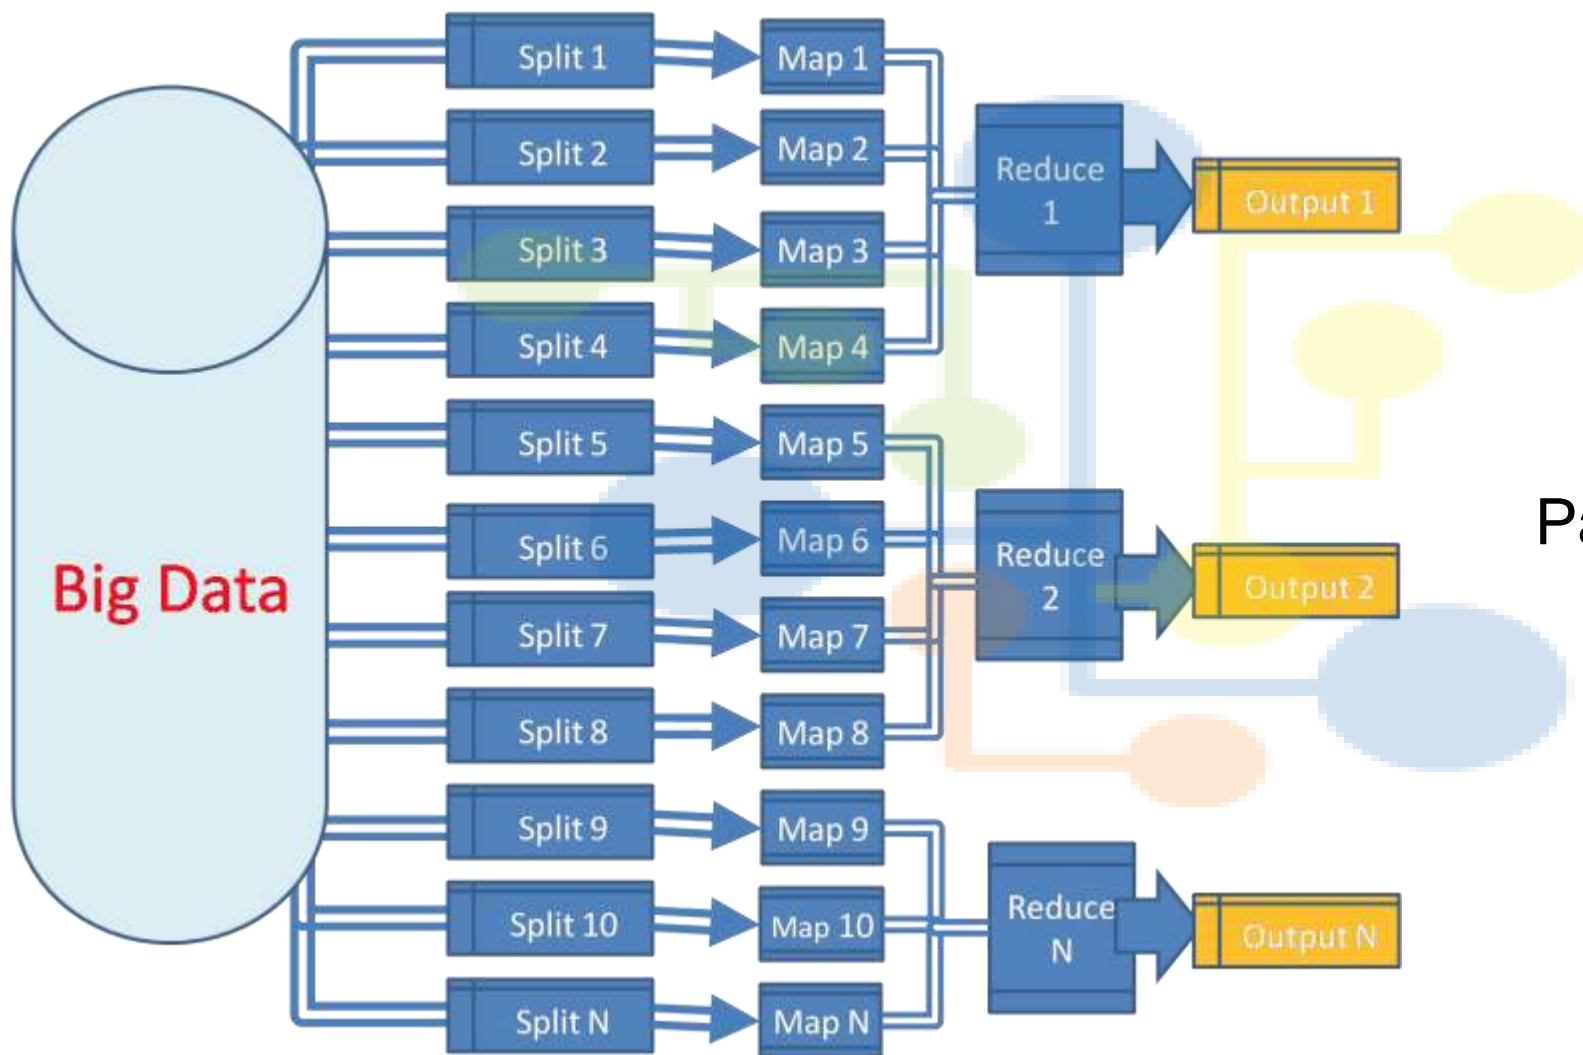 Big Data
Split 1
Split 2
Split 3
Split 4
Split 5
Split 6
Split 7
Split 8
Split 9
Split 10
Split N
Map 1
Map 2
Map 3
Map 4
Map 5
Map 6
Map 7
Map 8
Map 9
Map 10
Map N
Reduce
1
Reduce
2
Reduce
N
Output 1
Output 2
Output N
Pa